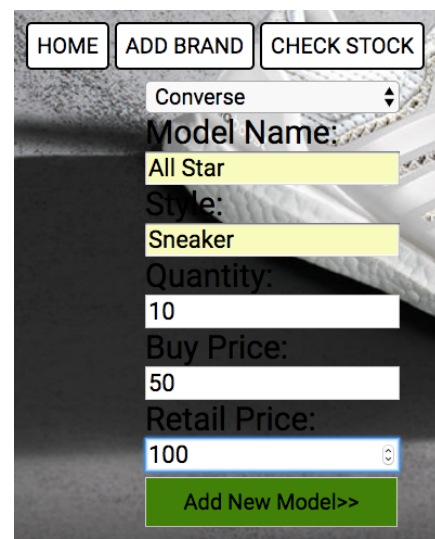 HOME ADD BRAND CHECK STOCK
Converse
Model Name:
All Star
Style:
Sneaker
Quantity:
10
Buy Price:
50
Retail Price:
100
Add New Model>>